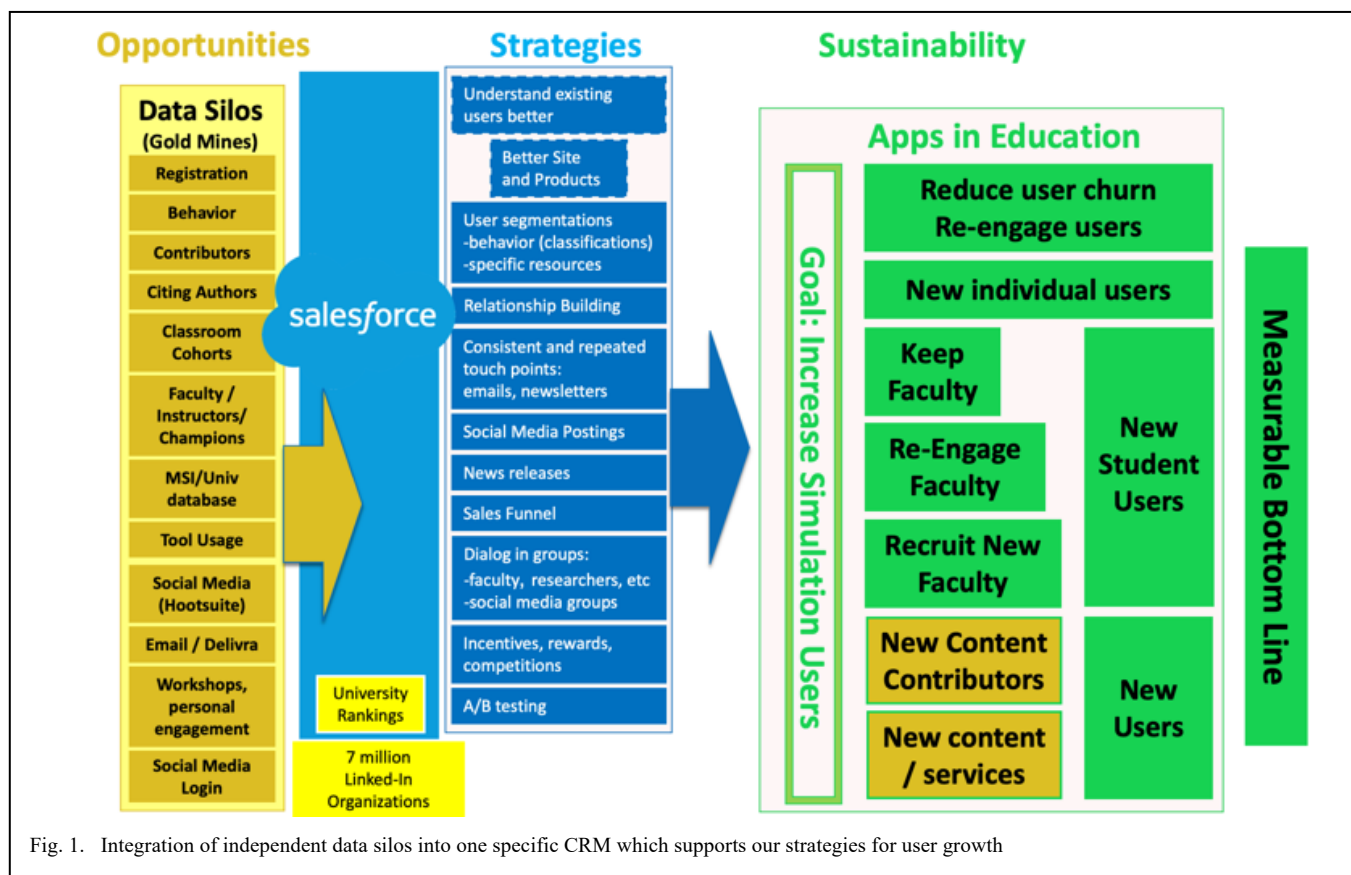 Opportunities
Data Silos
(Gold Mines)
Registration
Behavior
Contributors
Citing Authors
Classroom
Cohorts
Faculty /
Instructors/
Champions
MSI/Univ
database
Tool Usage
Social Media
(Hootsuite)
Email / Delivra
Workshops,
personal
engagement
Social Media
Login
salesforce
University
Rankings
7 million
Linked-In
Organizations
Strategies
Understand existing
users better
Better Site
and Products
User segmentations
-behavior (classifications)
-specific resources
Relationship Building
Consistent and repeated
touch points:
emails, newsletters
Social Media Postings
News releases
Sales Funnel
Dialog in groups:
-faculty, researchers, etc
-social media groups
Incentives, rewards,
competitions
A/B testing
Sustainability
Apps in Education
Goal: Increase Simulation Users
Reduce user churn
Re-engage users
New individual users
Keep
Faculty
Re-Engage
Faculty
Recruit New
Faculty
New
Student
Users
New Content
Contributors
New content
/ services
New
Users
Measurable Bottom Line
Fig. 1. Integration of independent data silos into one specific CRM which supports our strategies for user growth